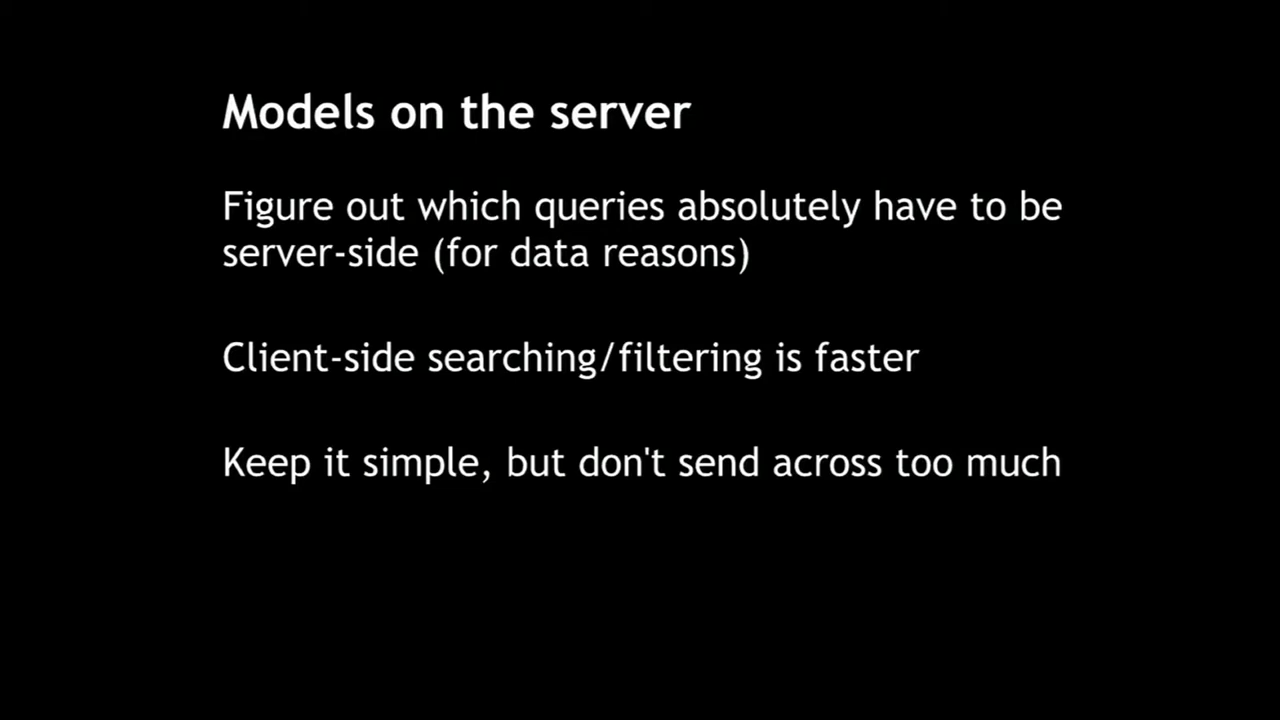 Models on the server
Figure out which queries absolutely have to be
server-side (for data reasons)
Client-side searching/filtering is faster
Keep it simple, but don't send across too much